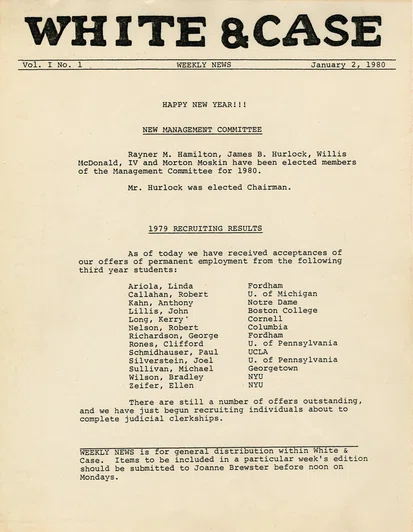 WHITE & CASE
Vol. I No. 1 WEEKLY NEWS January 2, 1980
HAPPY NEW YEAR!!!
NEW MANAGEMENT COMMITTEE
Rayner M. Hamilton, James B. Hurlock, Willis
McDonald, IV and Morton Moskin have been elected members
of the Management Committee for 1980.
Mr. Hurlock was elected Chairman.
1979 RECRUITING RESULTS
As of today we have received acceptances of
our offers of permanent employment from the following
third year students:
Ariola, Linda Fordham
Callahan, Robert U. of Michigan
Kahn, Anthony Notre Dame
Lillis, John Boston College
Long, Kerry Cornell
Nelson, Robert Columbia
Richardson, George Fordham
Rones, Clifford U. of Pennsylvania
Schmidhauser, Paul UCLA
Silverstein, Joel U. of Pennsylvania
Sullivan, Michael Georgetown
Wilson, Bradley NYU
Zeifer, Ellen NYU
There are still a number of offers outstanding,
and we have just begun recruiting individuals about to
complete judicial clerkships.
WEEKLY NEWS is for general distribution within White &
Case. Items to be included in a particular week's edition
should be submitted to Joanne Brewster before noon on
Mondays.